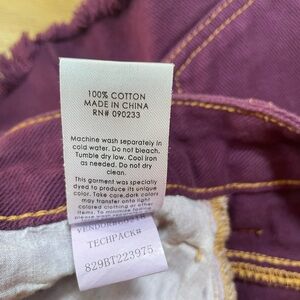 100% COTTON
MADE IN CHINA
RN# 090233
Machine wash separately in
cold water. Do not bleach.
Tumble dry low. Cool iron
as needed. Do not dry
clean.
This garment was specially
dyed to produce its unique
color. Take care,dark colors
may transfer onto light
colored clothing or other
TECHPACK#
829BT223975